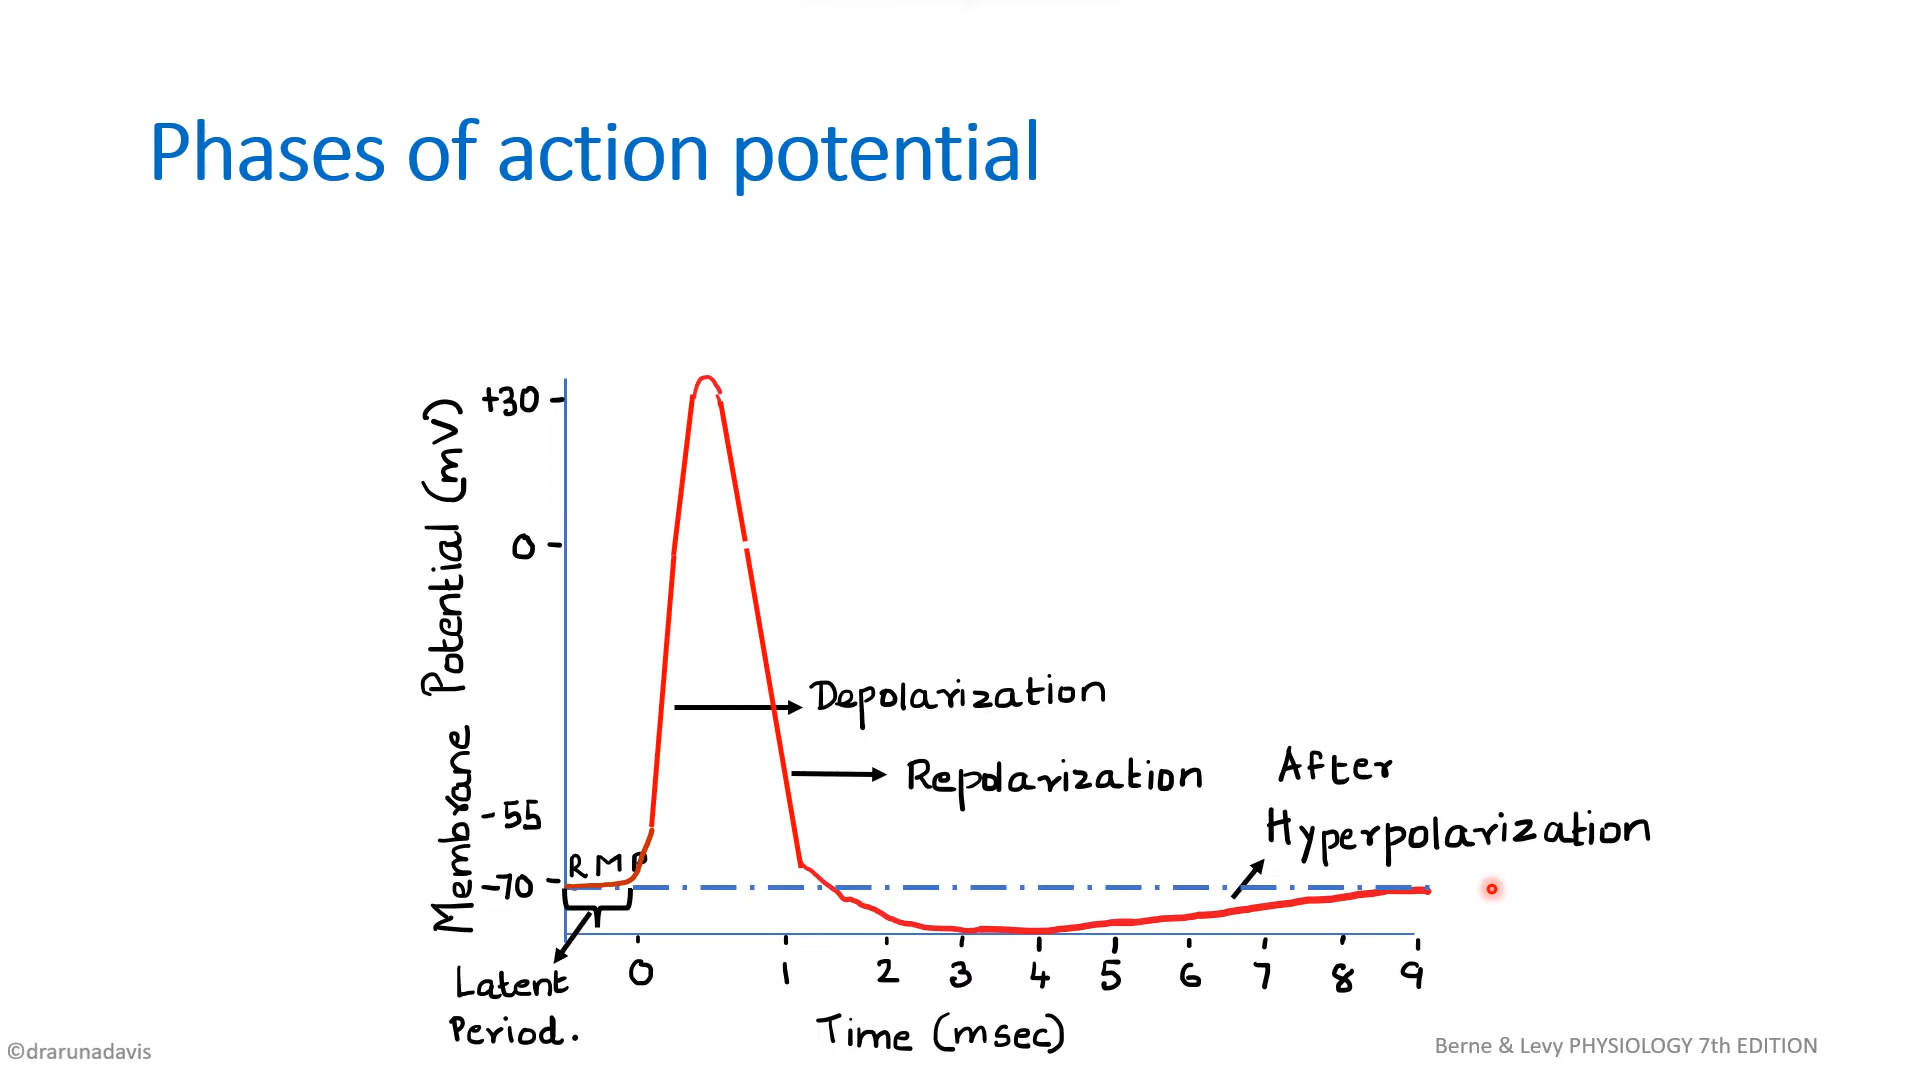 Phases of action potential
Membrane Potential (mV)
+30
0
-55
-70
RMP
Depolarization
Repolarization
After
Hyperpolarization
Latent
Period.
0 1 2 3 4 5 6 7 8 9
Time (msec)
©drarunadavis
Berne & Levy PHYSIOLOGY 7th EDITION